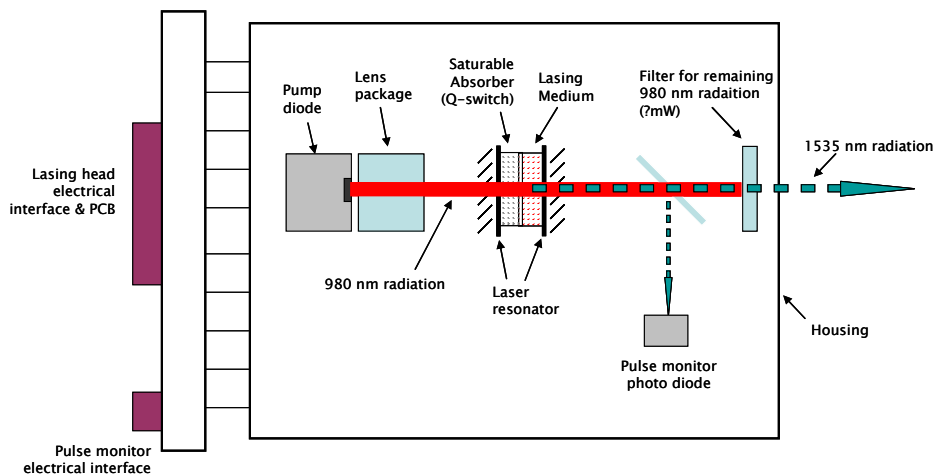 Pump
diode
Lens
package
Saturable
Absorber
(Q-switch)
Lasing
Medium
Filter for remaining
980 nm radaition
(?mW)
1535 nm radiation
Lasing head
electrical
interface & PCB
980 nm radiation
Laser
resonator
Housing
Pulse monitor
photo diode
Pulse monitor
electrical interface